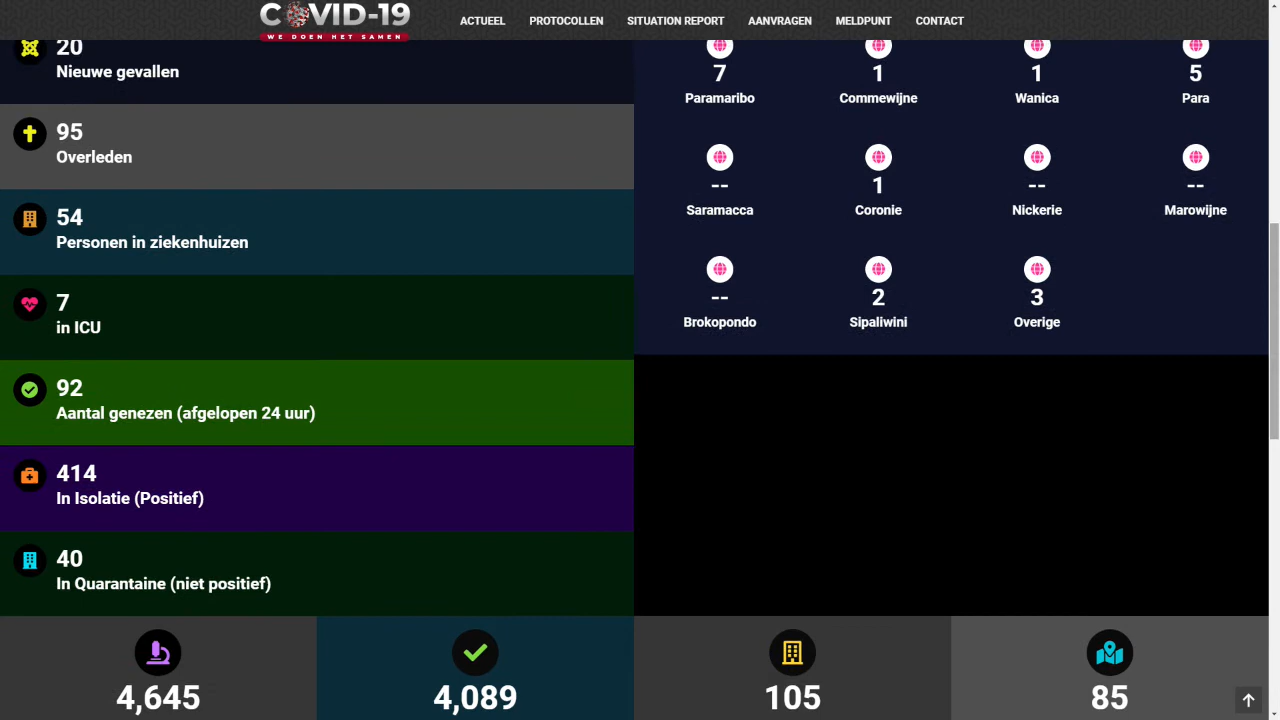 COVID-19
WE DOEN HET SAMEN
ACTUEEL PROTOCOLLEN SITUATION REPORT AANVRAGEN MELDPUNT CONTACT
20
Nieuwe gevallen
95
Overleden
54
Personen in ziekenhuizen
7
in ICU
92
Aantal genezen (afgelopen 24 uur)
414
In Isolatie (Positief)
40
In Quarantaine (niet positief)
7
Paramaribo
1
Commewijne
1
Wanica
5
Para
--
Saramacca
1
Coronie
--
Nickerie
--
Marowijne
--
Brokopondo
2
Sipaliwini
3
Overige
4,645
4,089
105
85